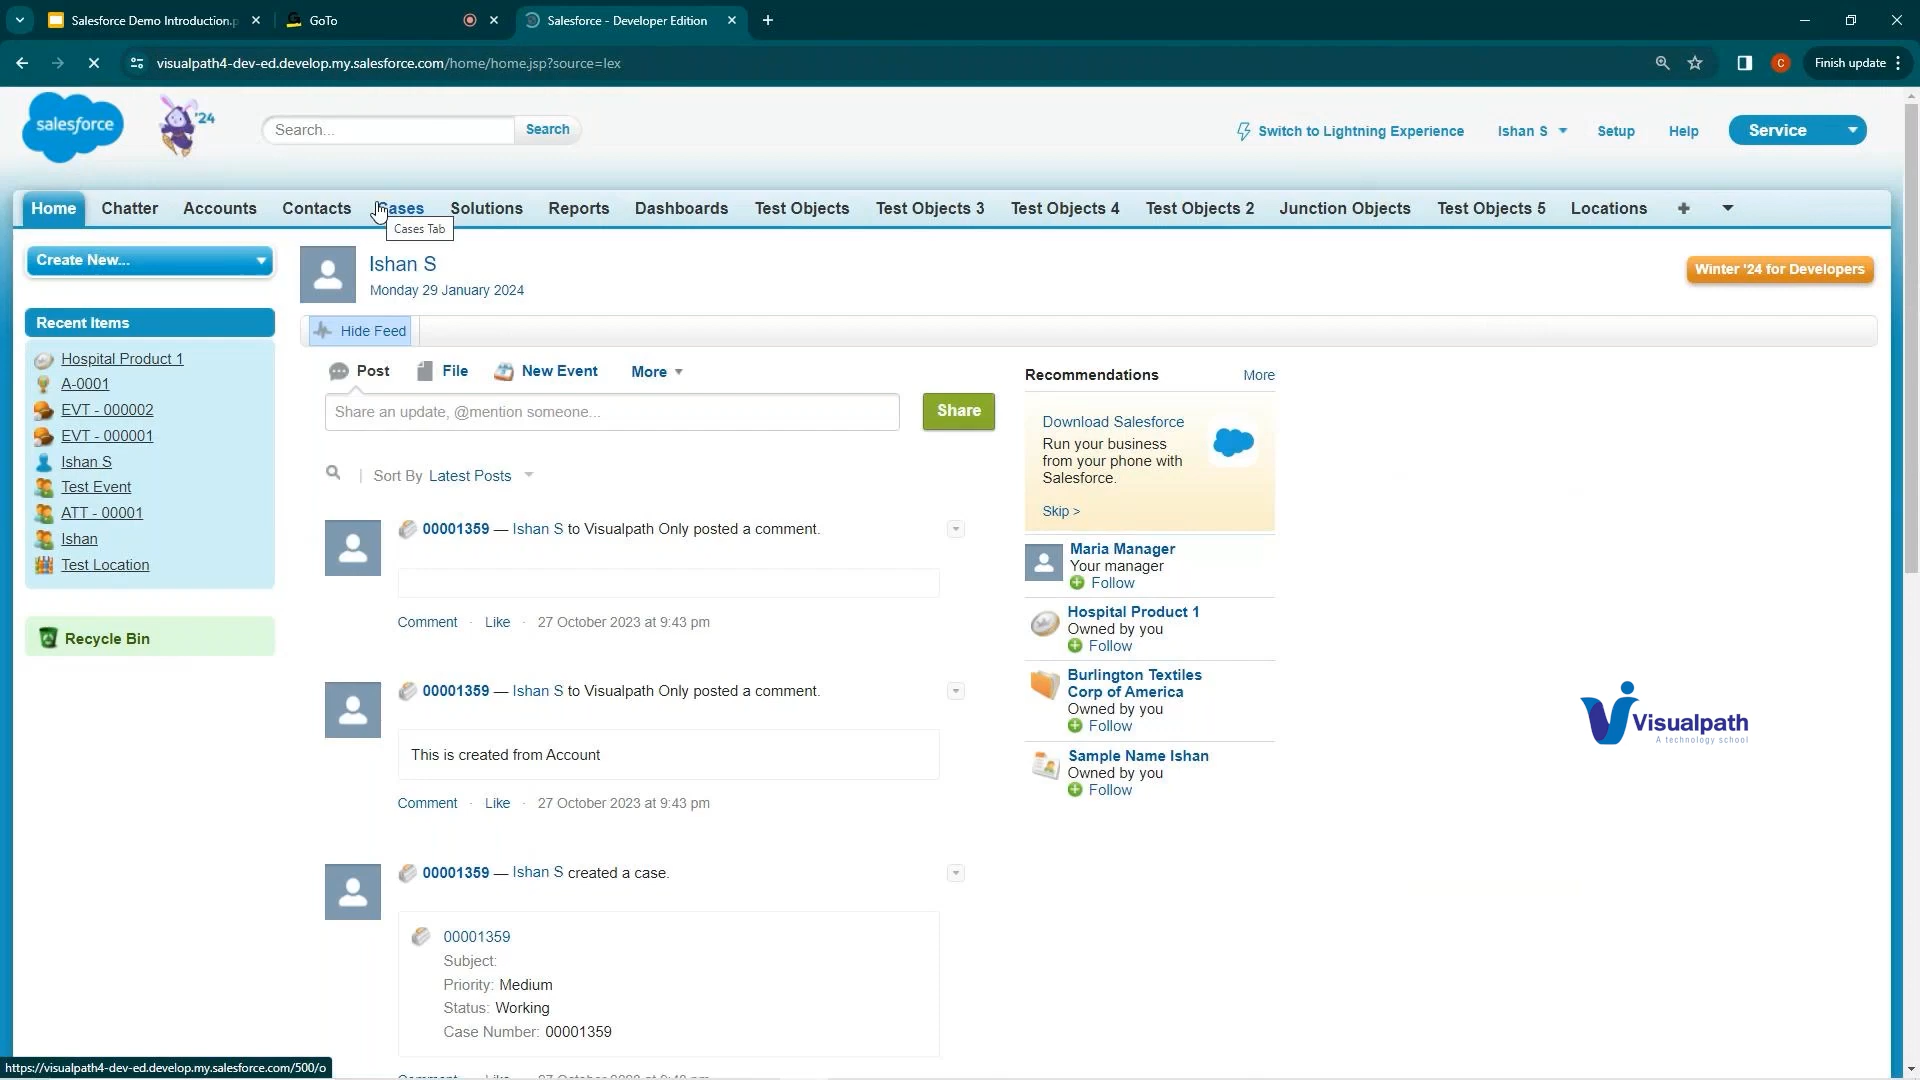 Salesforce Demo Introduction.p
GoTo
Salesforce - Developer Edition
visualpath4-dev-ed.develop.my.salesforce.com/home/home.jsp?source=lex
C
Finish update
salesforce
'24
Search...
Search
Switch to Lightning Experience
Ishan S
Setup
Help
Service
Home
Chatter
Accounts
Contacts
Cases
Solutions
Reports
Dashboards
Test Objects
Test Objects 3
Test Objects 4
Test Objects 2
Junction Objects
Test Objects 5
Locations
Cases Tab
Create New...
Ishan S
Monday 29 January 2024
Winter '24 for Developers
Recent Items
Hospital Product 1
A-0001
EVT - 000002
EVT - 000001
Ishan S
Test Event
ATT - 00001
Ishan
Test Location
Recycle Bin
Hide Feed
Post
File
New Event
More
Share an update, @mention someone...
Share
Sort By Latest Posts
00001359 — Ishan S to Visualpath Only posted a comment.
Comment · Like · 27 October 2023 at 9:43 pm
00001359 — Ishan S to Visualpath Only posted a comment.
This is created from Account
Comment · Like · 27 October 2023 at 9:43 pm
00001359 — Ishan S created a case.
00001359
Subject:
Priority: Medium
Status: Working
Case Number: 00001359
Recommendations
More
Download Salesforce
Run your business
from your phone with
Salesforce.
Skip >
Maria Manager
Your manager
Follow
Hospital Product 1
Owned by you
Follow
Burlington Textiles
Corp of America
Owned by you
Follow
Sample Name Ishan
Owned by you
Follow
Visualpath
A technology school
https://visualpath4-dev-ed.develop.my.salesforce.com/500/o